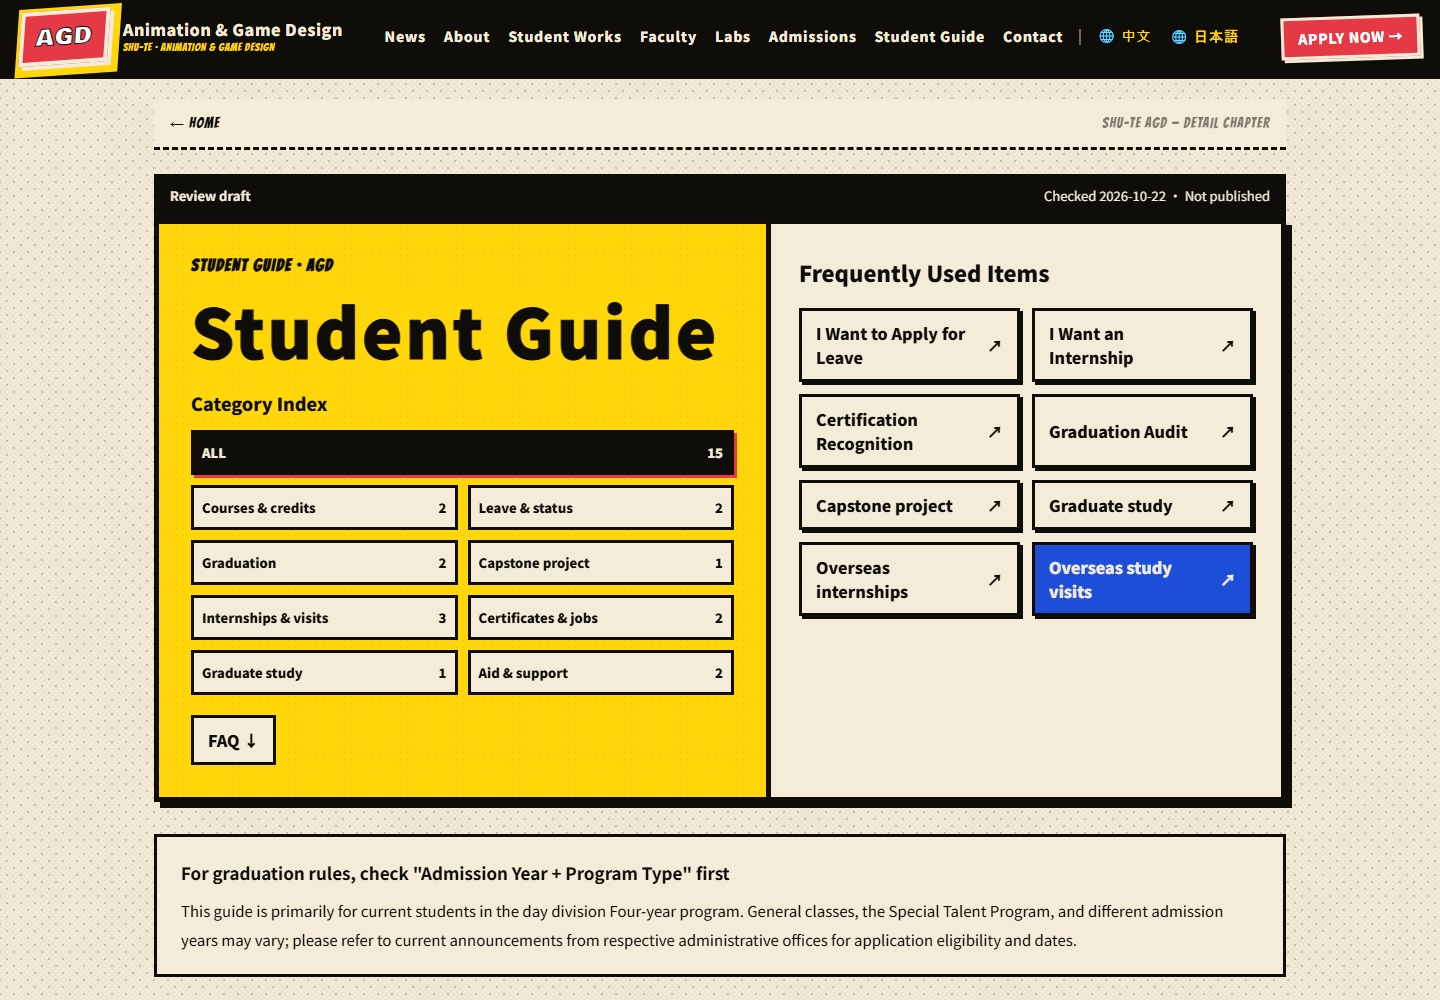 AGD
Animation & Game Design
SHU-TE · ANIMATION & GAME DESIGN
News About Student Works Faculty Labs Admissions Student Guide Contact | 中文 日本語
APPLY NOW →
← HOME
SHU-TE AGD – DETAIL CHAPTER
Review draft
Checked 2026-10-22 · Not published
STUDENT GUIDE · AGD
Student Guide
Category Index
ALL 15
Courses & credits 2
Leave & status 2
Graduation 2
Capstone project 1
Internships & visits 3
Certificates & jobs 2
Graduate study 1
Aid & support 2
FAQ ↓
Frequently Used Items
I Want to Apply for
Leave ↗
I Want an
Internship ↗
Certification
Recognition ↗
Graduation Audit ↗
Capstone project ↗
Graduate study ↗
Overseas
internships ↗
Overseas study
visits ↗
For graduation rules, check "Admission Year + Program Type" first
This guide is primarily for current students in the day division Four-year program. General classes, the Special Talent Program, and different admission
years may vary; please refer to current announcements from respective administrative offices for application eligibility and dates.